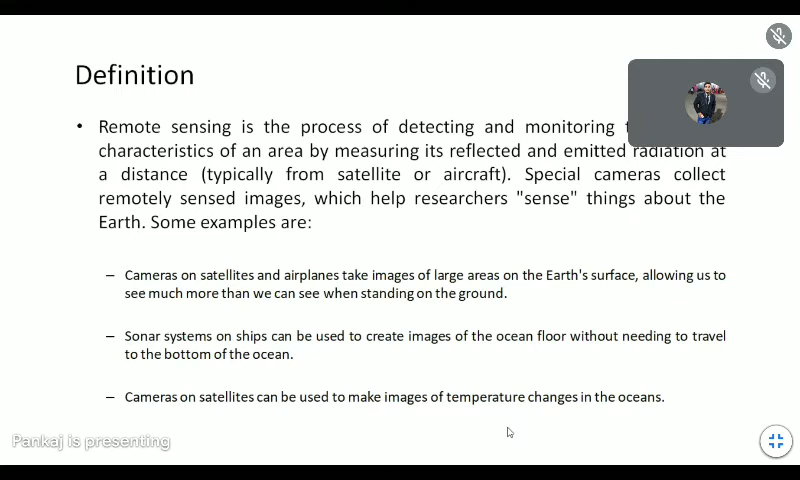 Definition
• Remote sensing is the process of detecting and monitoring
characteristics of an area by measuring its reflected and emitted radiation at
a distance (typically from satellite or aircraft). Special cameras collect
remotely sensed images, which help researchers "sense" things about the
Earth. Some examples are:
– Cameras on satellites and airplanes take images of large areas on the Earth's surface, allowing us to
see much more than we can see when standing on the ground.
– Sonar systems on ships can be used to create images of the ocean floor without needing to travel
to the bottom of the ocean.
– Cameras on satellites can be used to make images of temperature changes in the oceans.
Pankaj is presenting